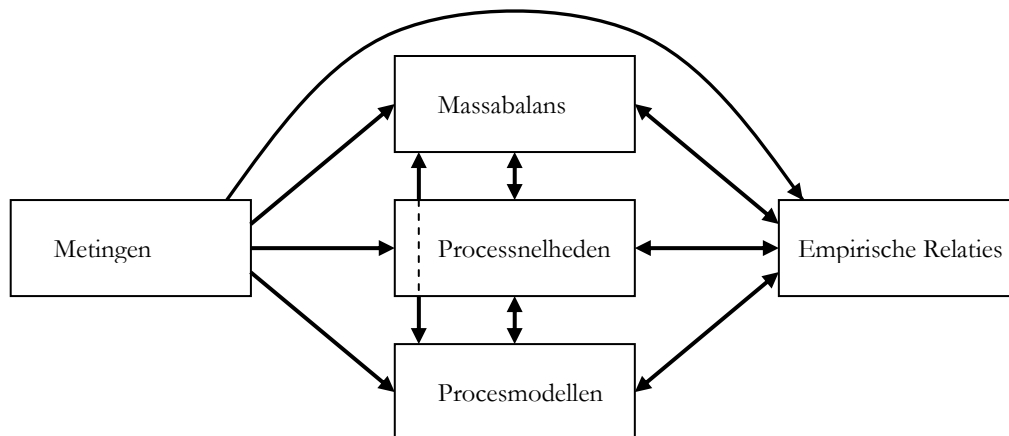 Massabalans
Metingen
Processnelheden
Empirische Relaties
Procesmodellen